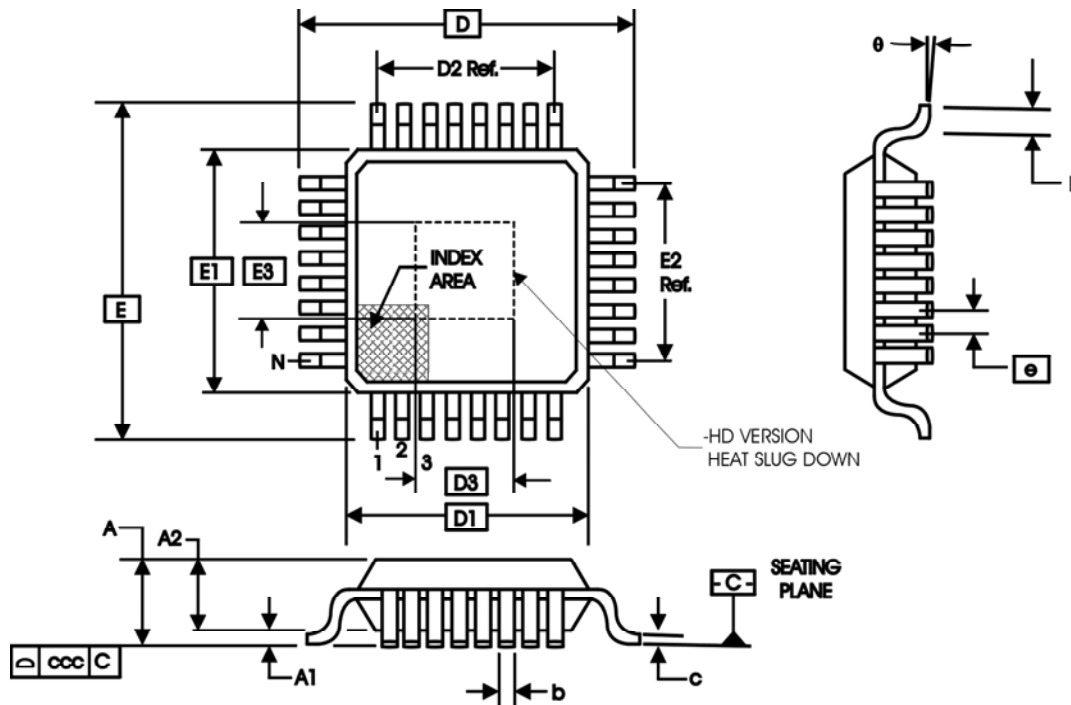 D
D2 Ref.
θ
E1
E3
INDEX
AREA
E2
Ref.
E
N
e
1
2
3
-HD VERSION
HEAT SLUG DOWN
D3
D1
A
A2
SEATING
PLANE
-C-
ccc C
A1
b
c